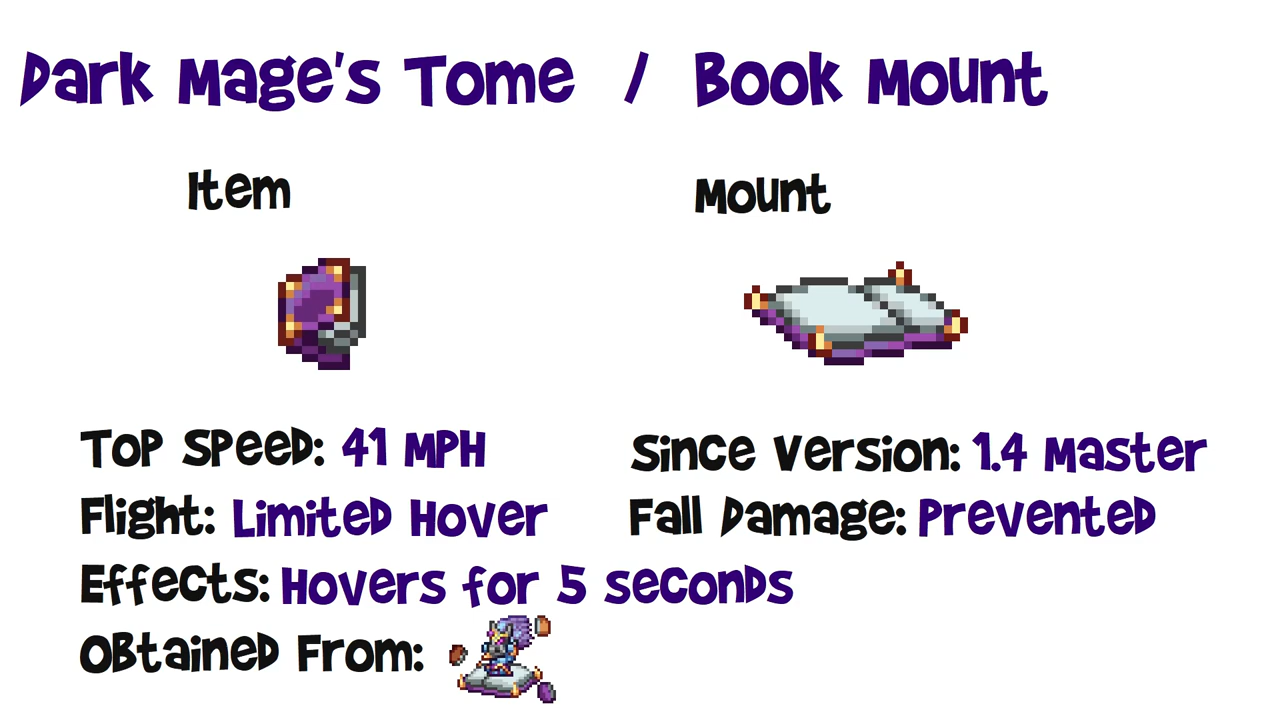 Dark Mage's Tome / Book Mount
Item
Mount
Top Speed: 41 MPH
Since Version: 1.4 Master
Flight: Limited Hover
Fall Damage: Prevented
Effects: Hovers for 5 seconds
Obtained From: